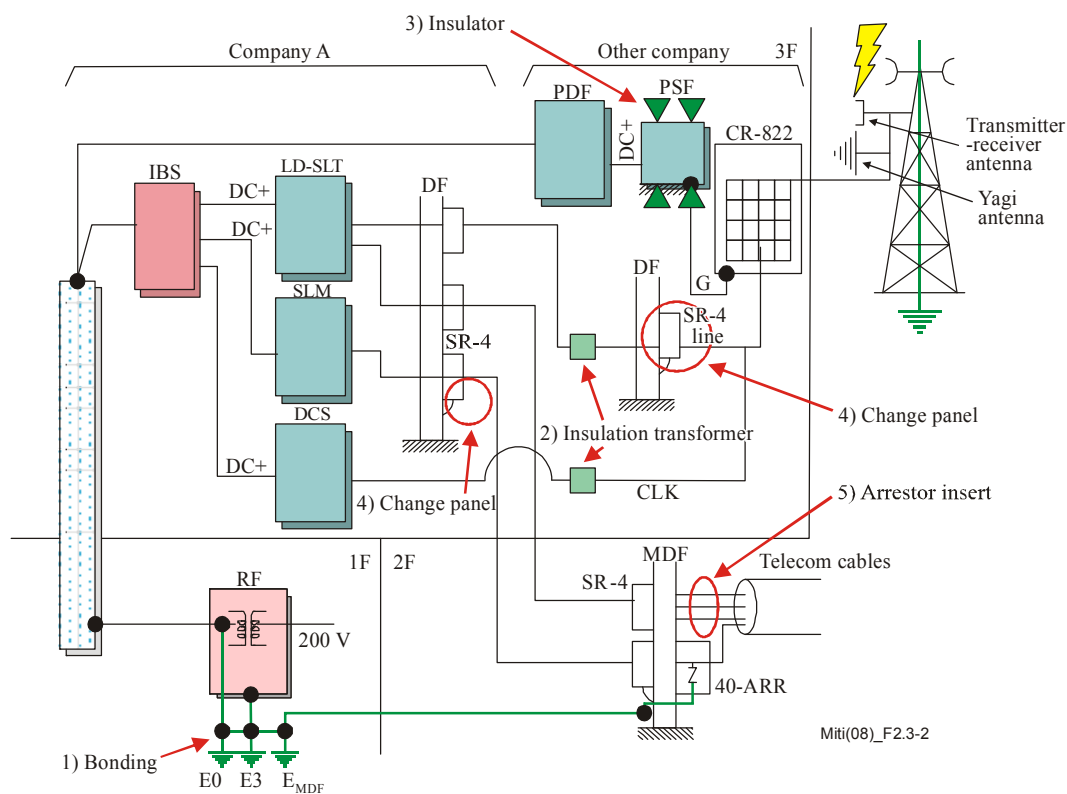 3) Insulator
Company A
Other company
3F
PDF
PSF
CR-822
DC+
Transmitter
-receiver
antenna
Yagi
antenna
IBS
LD-SLT
DC+
DC+
DF
SLM
SR-4
DF
G
SR-4
line
DCS
DC+
2) Insulation transformer
4) Change panel
4) Change panel
CLK
5) Arrestor insert
1F
2F
MDF
Telecom cables
RF
SR-4
200 V
40-ARR
1) Bonding
E0
E3
EMDF
Miti(08)_F2.3-2